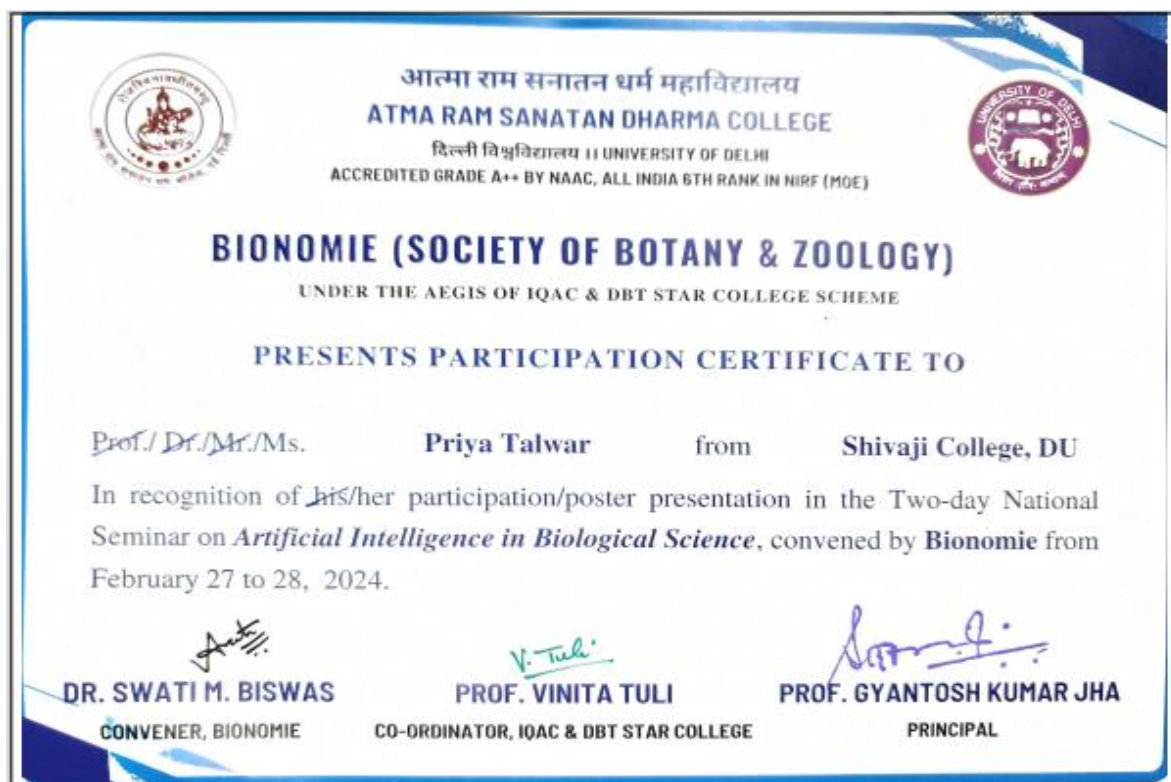 आत्मा राम सनातन धर्म महाविद्यालय
ATMA RAM SANATAN DHARMA COLLEGE
दिल्ली विश्वविद्यालय ।। UNIVERSITY OF DELHI
ACCREDITED GRADE A++ BY NAAC, ALL INDIA 6TH RANK IN NIRF (MOE)
UNIVERSITY OF DELHI
BIONOMIE (SOCIETY OF BOTANY & ZOOLOGY)
UNDER THE AEGIS OF IQAC & DBT STAR COLLEGE SCHEME
PRESENTS PARTICIPATION CERTIFICATE TO
Prof./ Dr./Mr./Ms. Priya Talwar from Shivaji College, DU
In recognition of his/her participation/poster presentation in the Two-day National
Seminar on Artificial Intelligence in Biological Science, convened by Bionomie from
February 27 to 28, 2024.
V. Tuli
DR. SWATI M. BISWAS PROF. VINITA TULI PROF. GYANTOSH KUMAR JHA
CONVENER, BIONOMIE CO-ORDINATOR, IQAC & DBT STAR COLLEGE PRINCIPAL